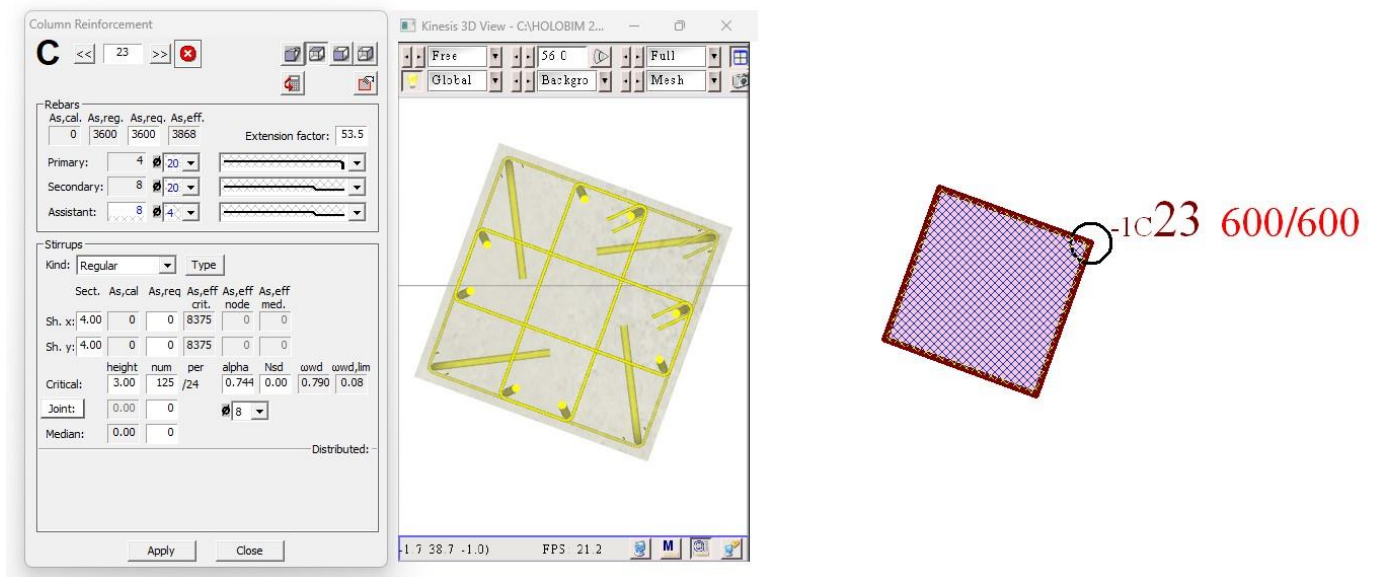 Column Reinforcement
C << 23 >>
Rebars
As,cal. As,reg. As,req. As,eff.
0 3600 3600 3868 Extension factor: 53.5
Primary: 4 ø 20
Secondary: 8 ø 20
Assistant: 8 ø 4
Stirrups
Kind: Regular Type
Sect. As,cal As,req As,eff As,eff As,eff
crit. node med.
Sh. x: 4.00 0 0 8375 0 0
Sh. y: 4.00 0 0 8375 0 0
height num per alpha Nsd ωwd ωwd,lim
Critical: 3.00 125 /24 0.744 0.00 0.790 0.08
Joint: 0.00 0 ø 8
Median: 0.00 0
Distributed:
Apply Close
Kinesis 3D View - C:\HOLOBIM 2...
Free 56.0 Full
Global Backgro Mesh
-1.7 38.7 -1.0) FPS: 21.2 M
-1C23 600/600